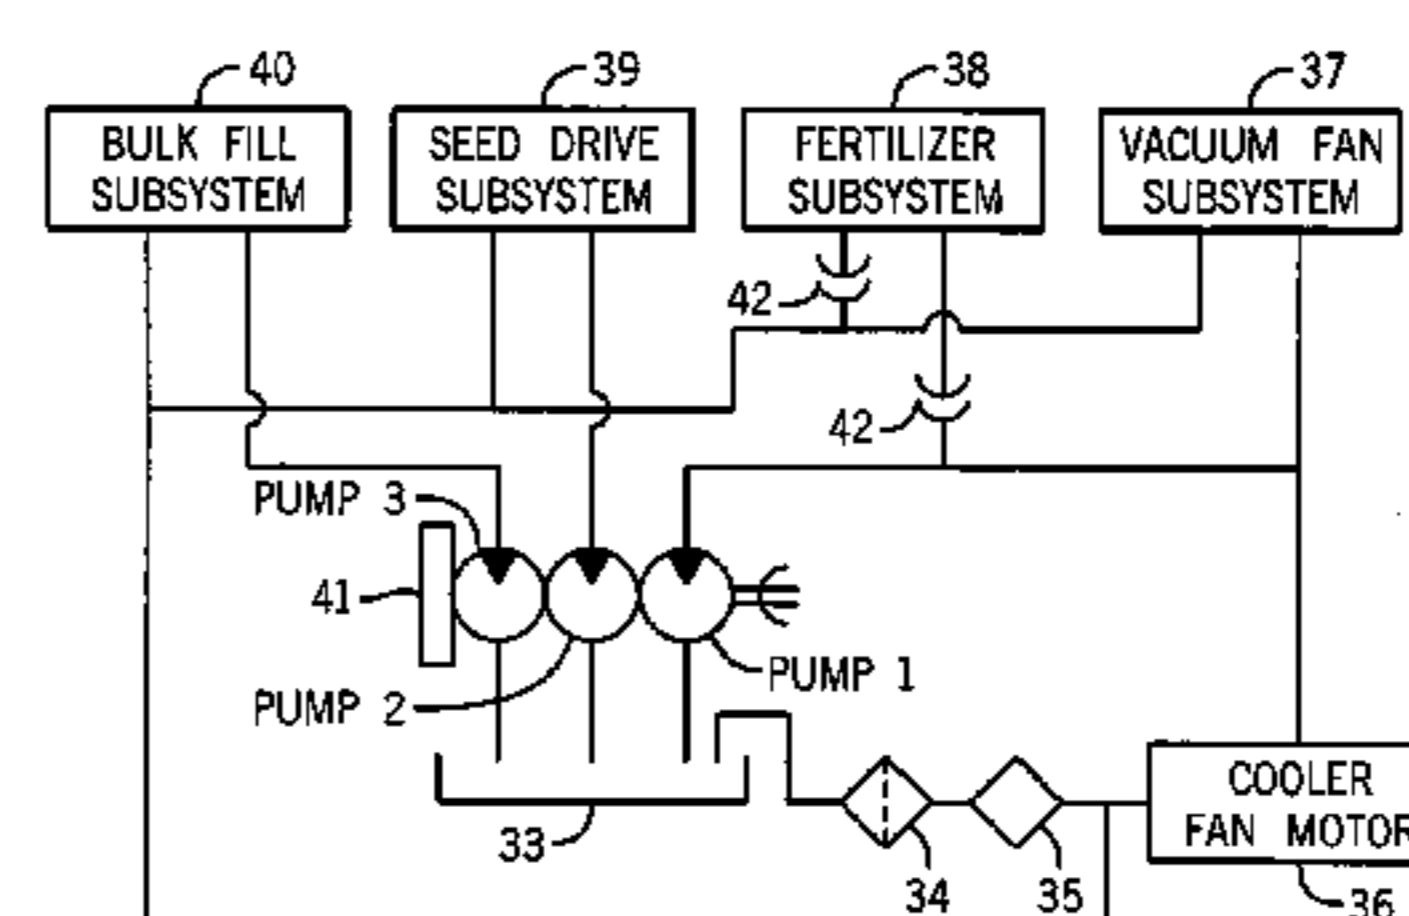 40
39
38
37
BULK FILL
SUBSYSTEM
SEED DRIVE
SUBSYSTEM
FERTILIZER
SUBSYSTEM
VACUUM FAN
SUBSYSTEM
42
42
PUMP 3
41
PUMP 1
PUMP 2
COOLER
FAN MOTOR
33
34
35
36